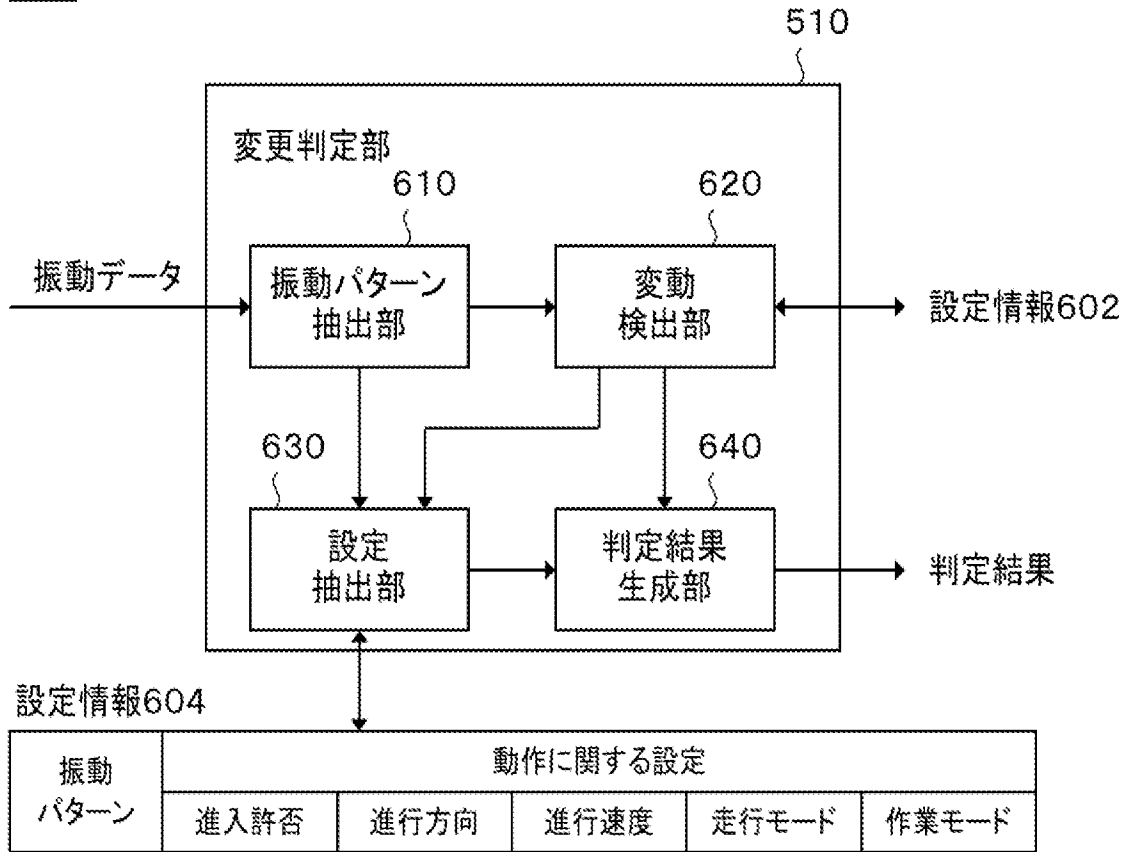 510
変更判定部
610
620
振動データ
振動パターン
抽出部
変動
検出部
設定情報602
630
640
設定
抽出部
判定結果
生成部
判定結果
設定情報604
振動
パターン
動作に関する設定
進入許否
進行方向
進行速度
走行モード
作業モード